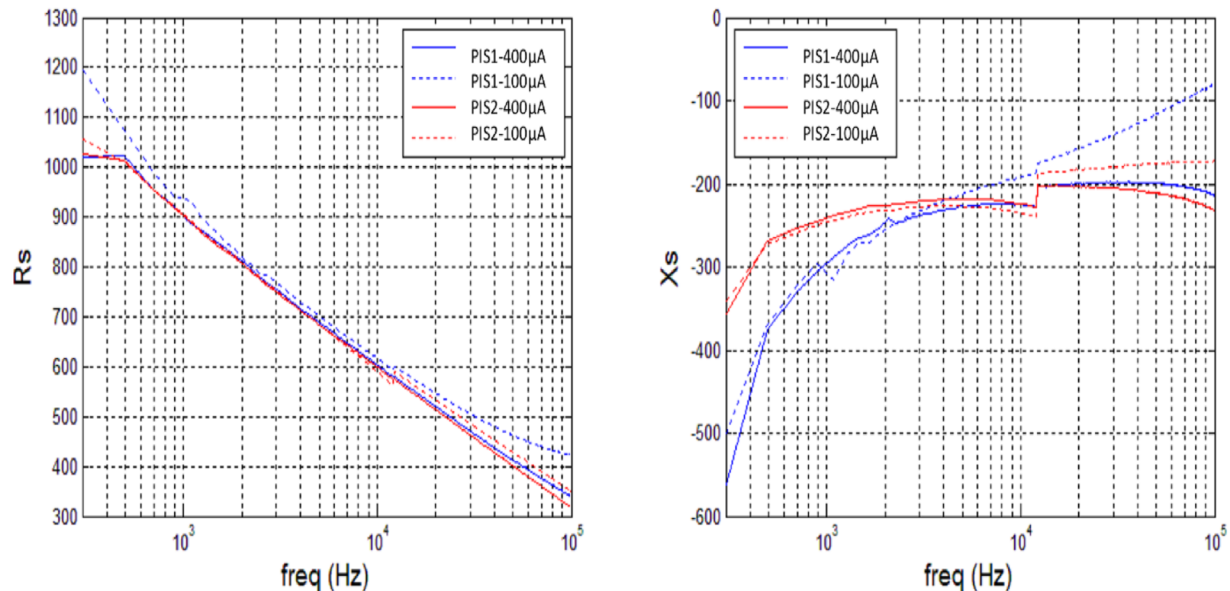 1300
1200
1100
1000
900
800
700
600
500
400
300
Rs
10³
10⁴
10⁵
freq (Hz)
PIS1-400µA
PIS1-100µA
PIS2-400µA
PIS2-100µA
0
-100
-200
-300
-400
-500
-600
Xs
10³
10⁴
10⁵
freq (Hz)
PIS1-400µA
PIS1-100µA
PIS2-400µA
PIS2-100µA